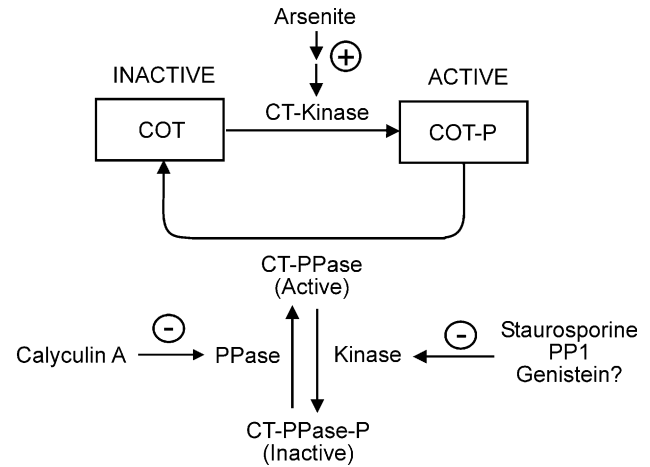 Arsenite
+
INACTIVE
ACTIVE
CT-Kinase
COT
COT-P
CT-PPase
(Active)
-
-
Calyculin A
PPase
Kinase
Staurosporine
PP1
Genistein?
CT-PPase-P
(Inactive)